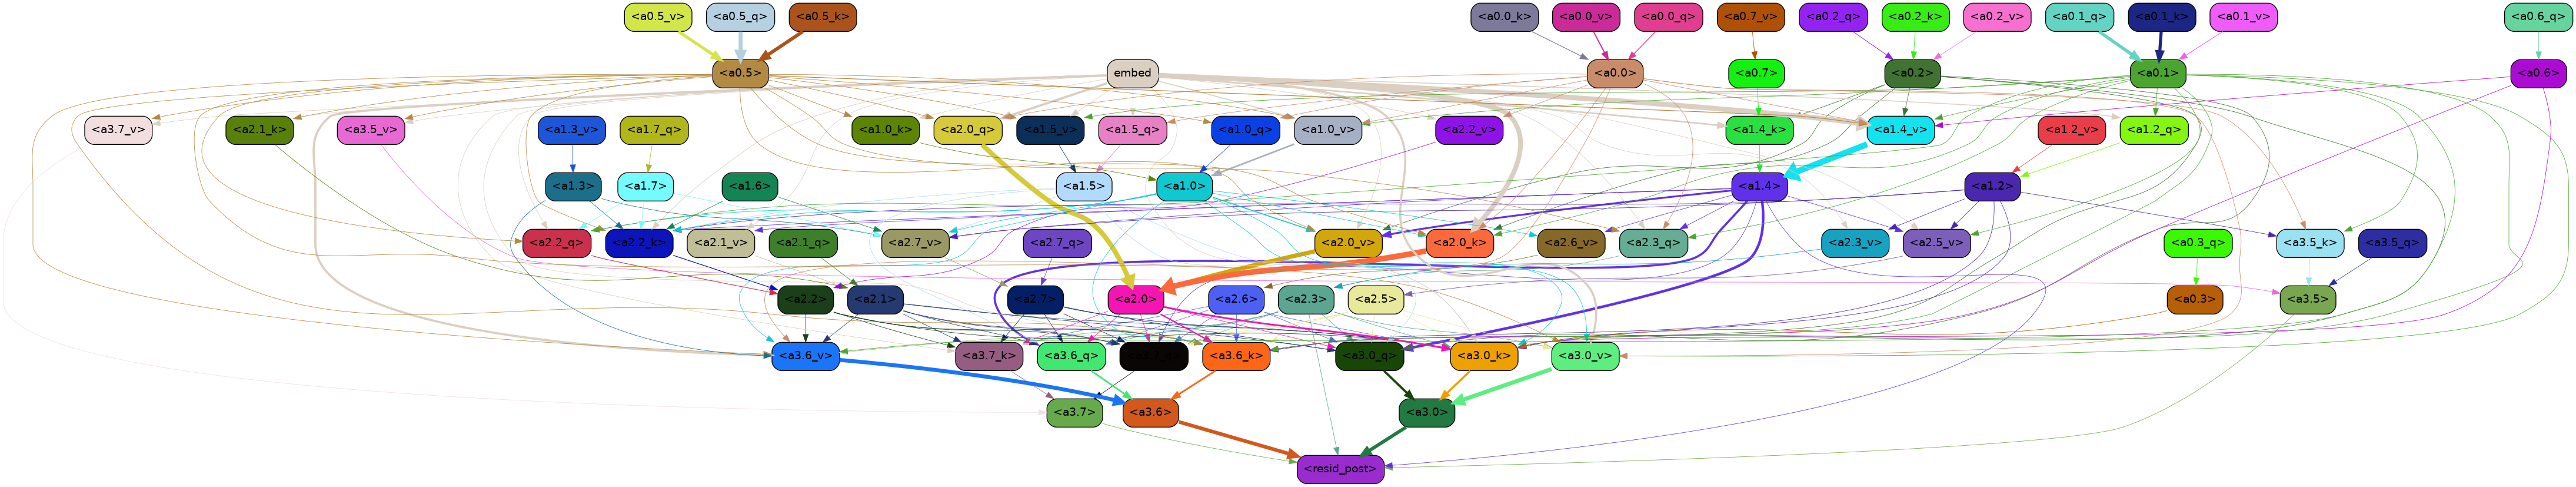 <a0.5_v> <a0.5_q> <a0.5_k> <a0.0_k> <a0.0_v> <a0.0_q> <a0.7_v> <a0.2_q> <a0.2_k> <a0.2_v> <a0.1_q> <a0.1_k> <a0.1_v> <a0.6_q>
<a0.5> embed <a0.0> <a0.7> <a0.2> <a0.1> <a0.6>
<a3.7_v> <a2.1_k> <a3.5_v> <a1.3_v> <a1.7_q> <a1.0_k> <a2.0_q> <a1.5_v> <a1.5_q> <a1.0_q> <a1.0_v> <a2.2_v> <a1.4_k> <a1.4_v> <a1.2_v> <a1.2_q>
<a1.3> <a1.7> <a1.6> <a1.5> <a1.0> <a1.4> <a1.2>
<a2.2_q> <a2.2_k> <a2.1_v> <a2.1_q> <a2.7_v> <a2.7_q> <a2.0_v> <a2.0_k> <a2.6_v> <a2.3_q> <a2.3_v> <a2.5_v> <a0.3_q> <a3.5_k> <a3.5_q>
<a2.2> <a2.1> <a2.7> <a2.0> <a2.6> <a2.3> <a2.5> <a0.3> <a3.5>
<a3.6_v> <a3.7_k> <a3.6_q> <a3.6_k> <a3.0_q> <a3.0_k> <a3.0_v>
<a3.7> <a3.6> <a3.0>
<resid_post>